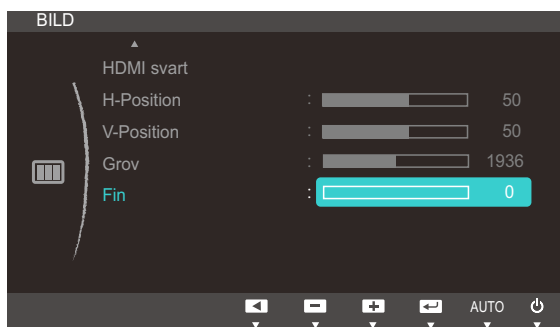 BILD
HDMI svart
H-Position : 50
V-Position : 50
Grov : 1936
Fin : 0
AUTO